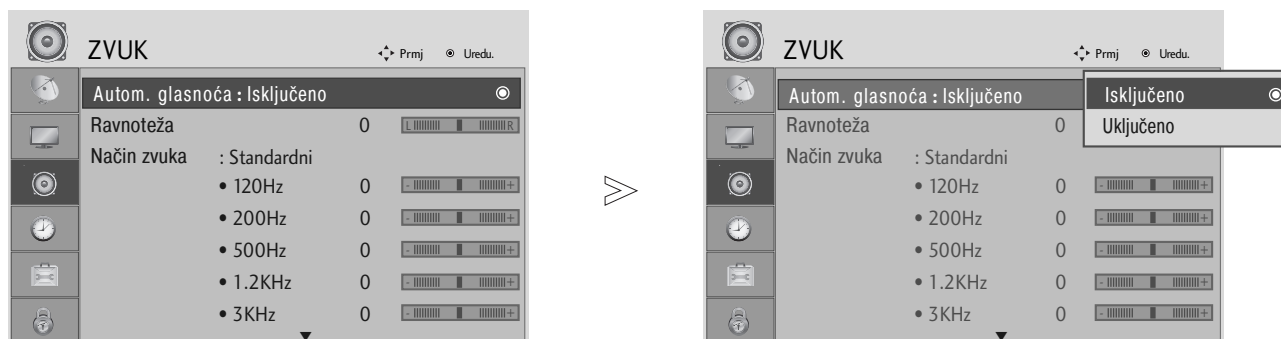 ZVUK Prmj Uredu.
Autom. glasnoća : Isključeno
Ravnoteža 0 L R
Način zvuka : Standardni
• 120Hz 0 - +
• 200Hz 0 - +
• 500Hz 0 - +
• 1.2KHz 0 - +
• 3KHz 0 - +
ZVUK Prmj Uredu.
Autom. glasnoća : Isključeno
Isključeno
Uključeno
Ravnoteža 0
Način zvuka : Standardni
• 120Hz 0 - +
• 200Hz 0 - +
• 500Hz 0 - +
• 1.2KHz 0 - +
• 3KHz 0 - +